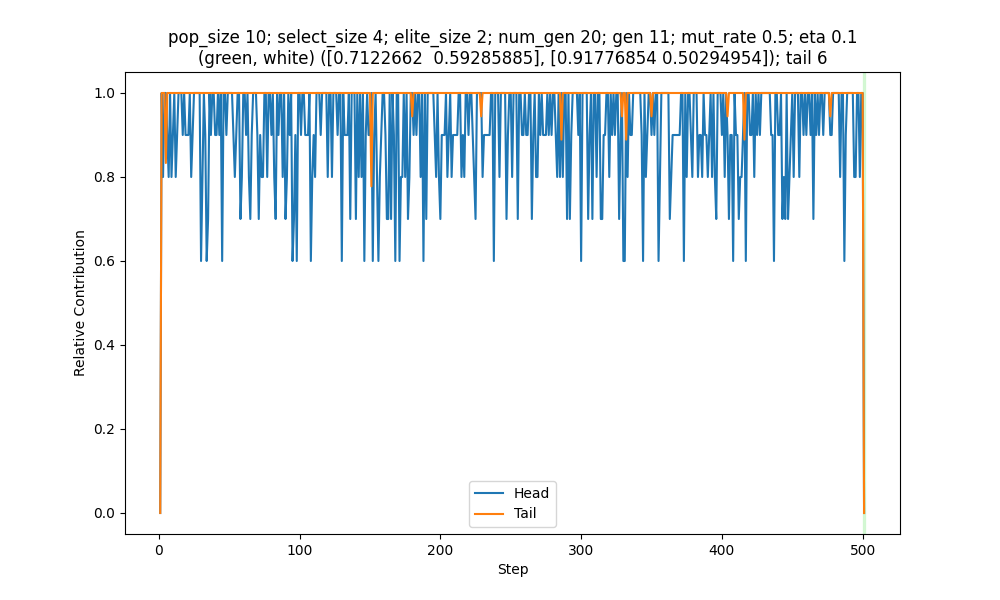 pop_size 10; select_size 4; elite_size 2; num_gen 20; gen 11; mut_rate 0.5; eta 0.1
(green, white) ([0.7122662  0.59285885], [0.91776854 0.50294954]); tail 6
1.0
0.8
0.6
0.4
0.2
0.0
Relative Contribution
Head
Tail
0
100
200
300
400
500
Step